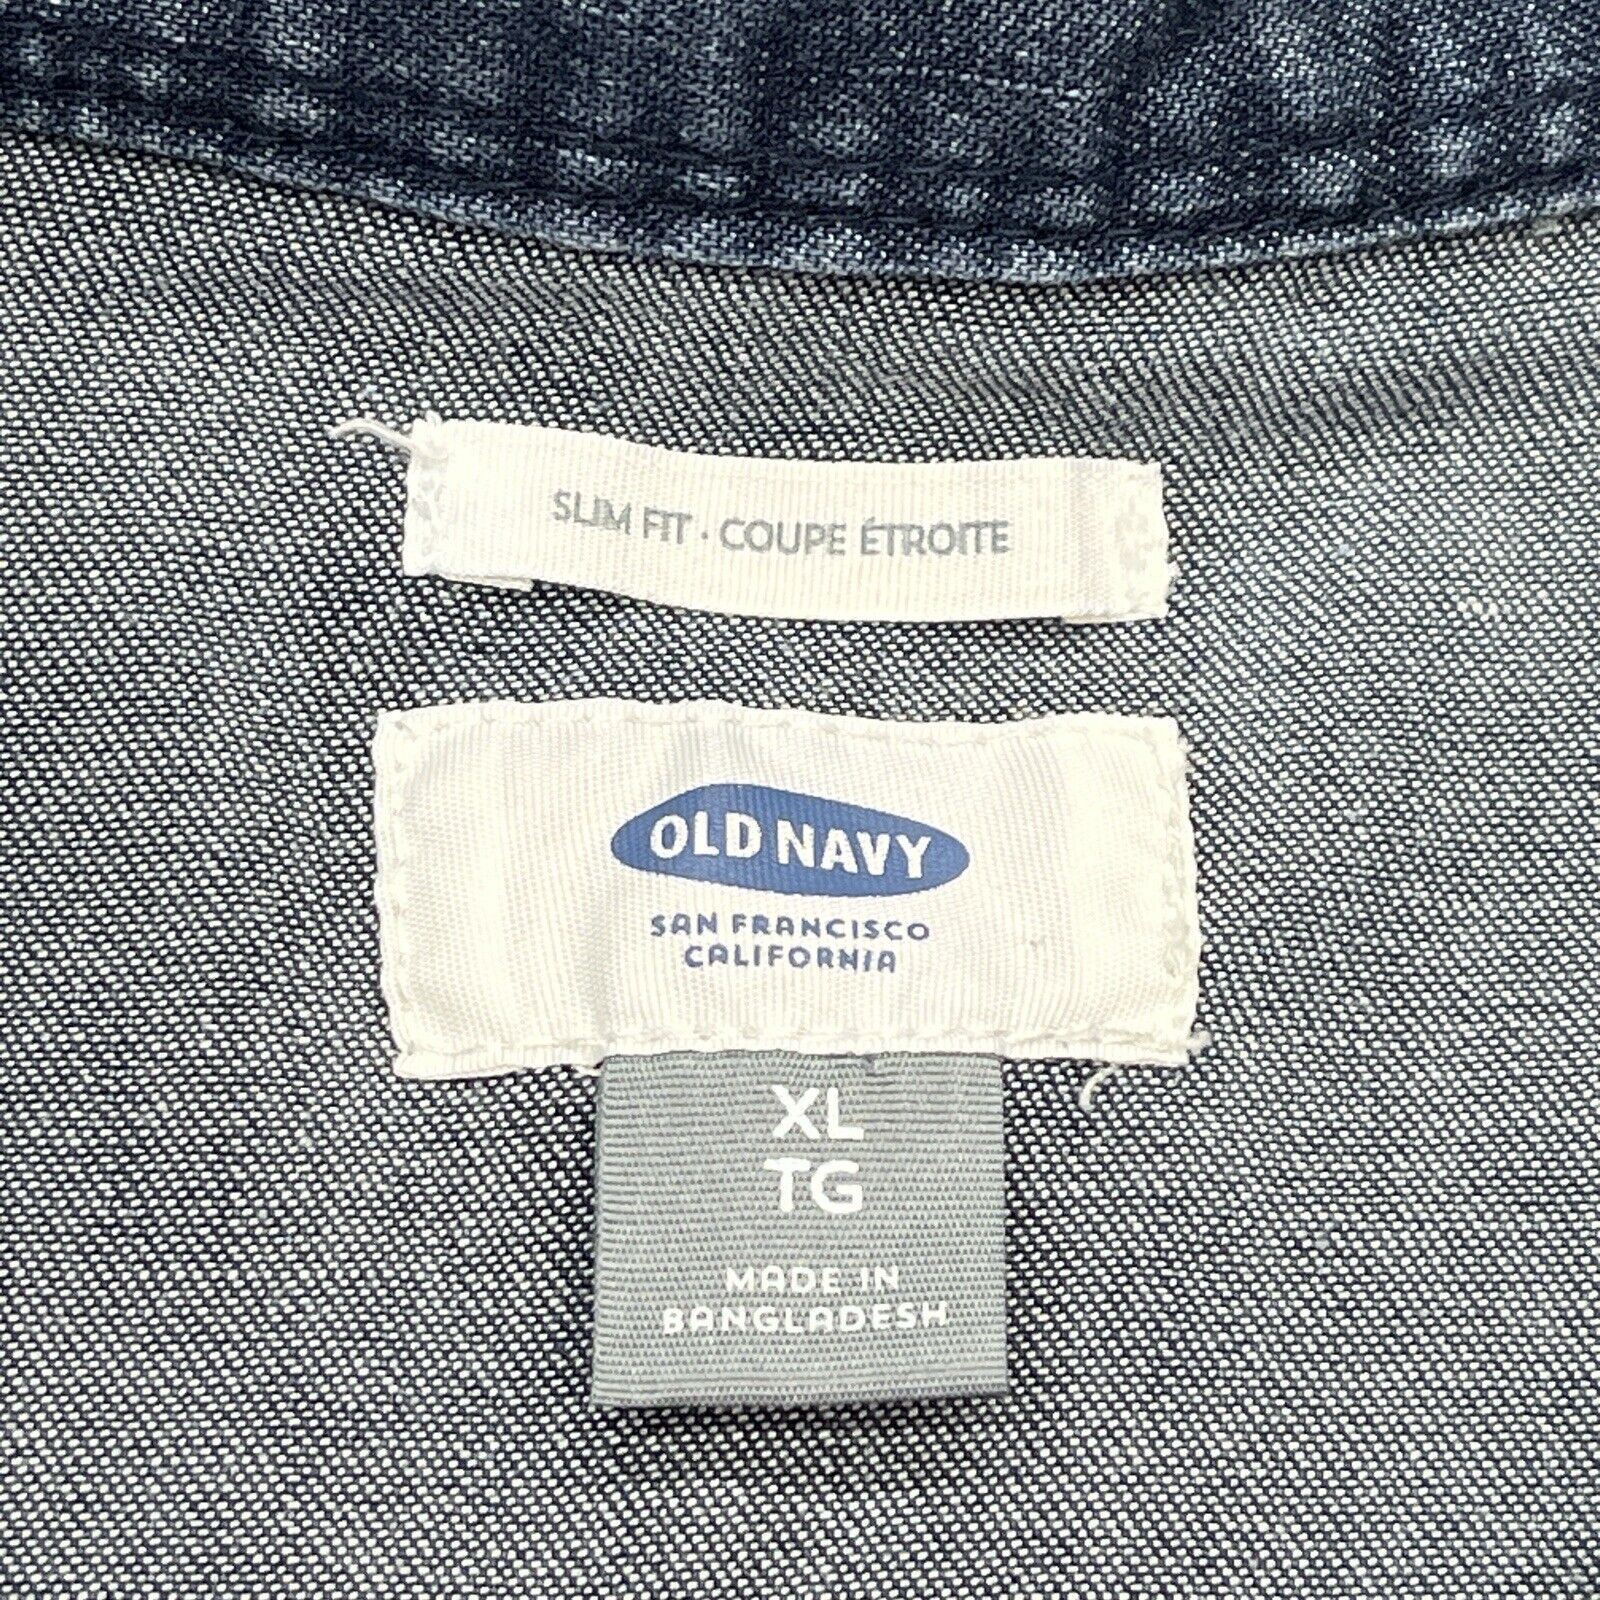 SLIM FIT · COUPE ÉTROITE
OLD NAVY
SAN FRANCISCO
CALIFORNIA
XL
TG
MADE IN
BANGLADESH